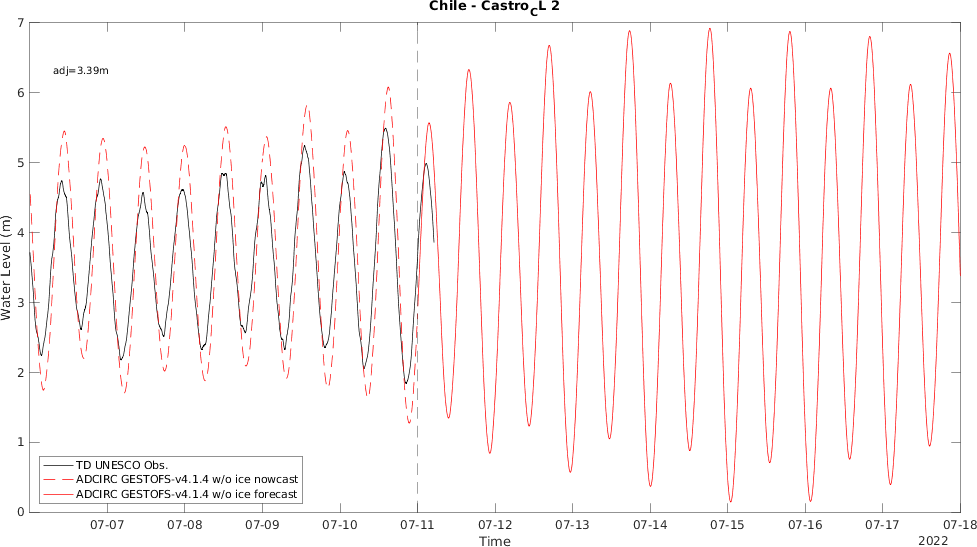 Chile - Castro_CL 2
adj=3.39m
Water Level (m)
7
6
5
4
3
2
1
0
TD UNESCO Obs.
ADCIRC GESTOFS-v4.1.4 w/o ice nowcast
ADCIRC GESTOFS-v4.1.4 w/o ice forecast
07-07 07-08 07-09 07-10 07-11 07-12 07-13 07-14 07-15 07-16 07-17 07-18
Time
2022